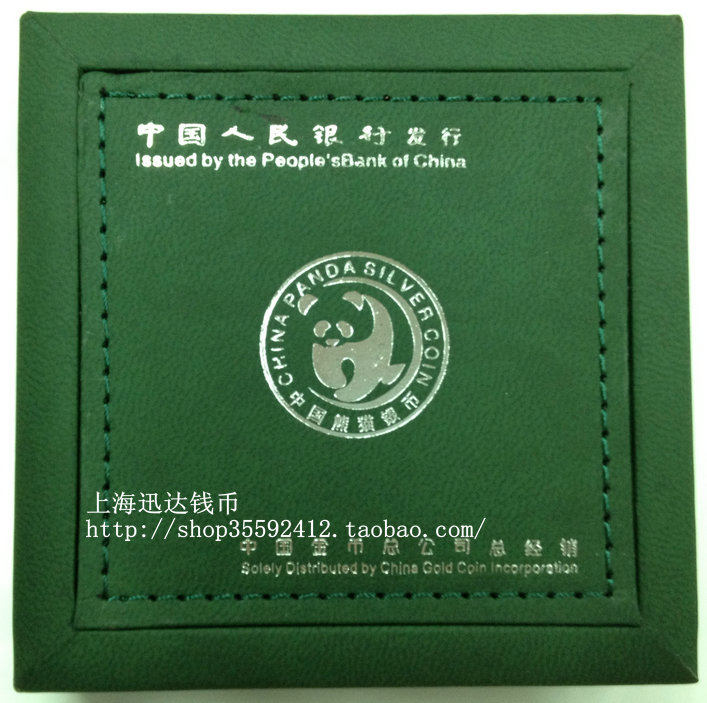 中国人民银行发行
Issued by the People'sBank of China
CHINA PANDA SILVER COIN
中国熊猫银币
上海迅达钱币
http://shop35592412.taobao.com/
中国金币总公司总经销
Solely Distributed by China Gold Coin Incorporation